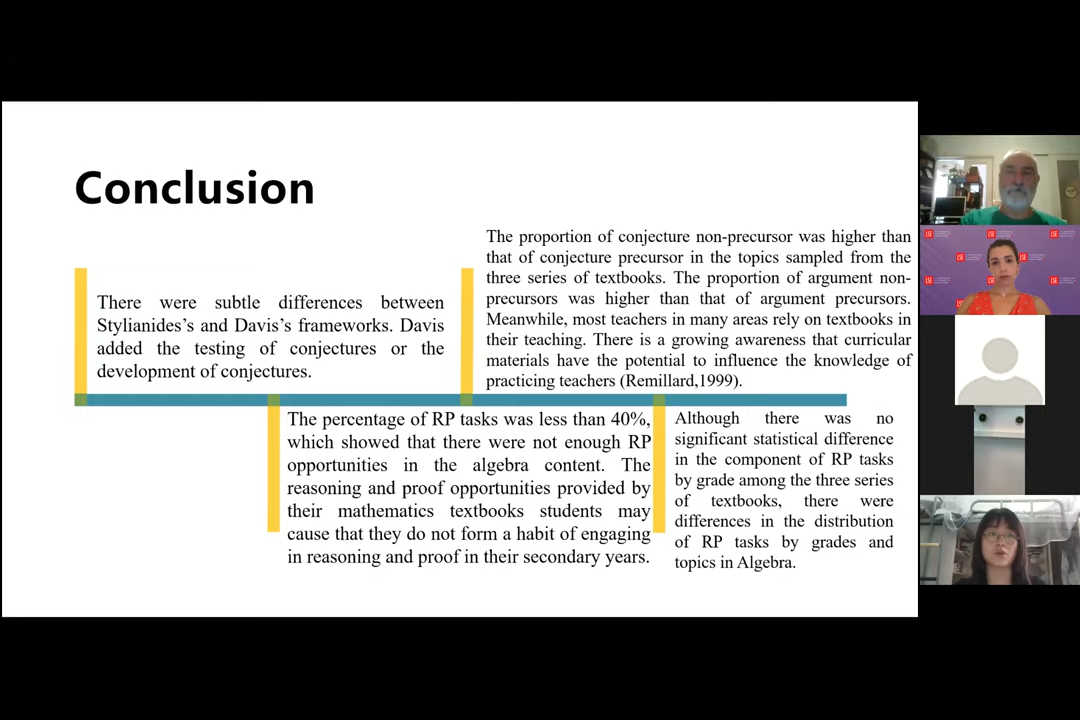 Conclusion
There were subtle differences between
Stylianides’s and Davis’s frameworks. Davis
added the testing of conjectures or the
development of conjectures.
The percentage of RP tasks was less than 40%,
which showed that there were not enough RP
opportunities in the algebra content. The
reasoning and proof opportunities provided by
their mathematics textbooks students may
cause that they do not form a habit of engaging
in reasoning and proof in their secondary years.
The proportion of conjecture non-precursor was higher than
that of conjecture precursor in the topics sampled from the
three series of textbooks. The proportion of argument non-
precursors was higher than that of argument precursors.
Meanwhile, most teachers in many areas rely on textbooks in
their teaching. There is a growing awareness that curricular
materials have the potential to influence the knowledge of
practicing teachers (Remillard,1999).
Although there was no
significant statistical difference
in the component of RP tasks
by grade among the three series
of textbooks, there were
differences in the distribution
of RP tasks by grades and
topics in Algebra.
LSE
LSE
LSE
LSE
LSE
LSE
LSE